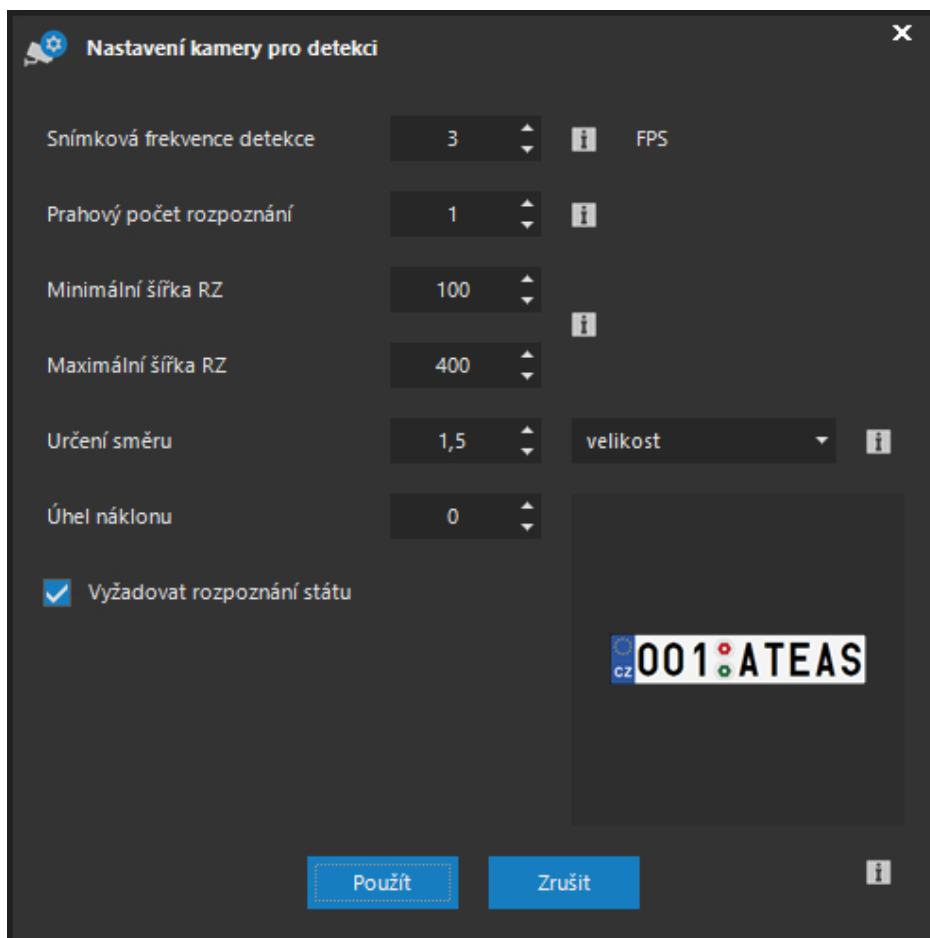 Nastavení kamery pro detekci
Snímková frekvence detekce 3 FPS
Prahový počet rozpoznání 1
Minimální šířka RZ 100
Maximální šířka RZ 400
Určení směru 1,5 velikost
Úhel náklonu 0
Vyžadovat rozpoznání státu
CZ 001 ATEAS
Použít Zrušit